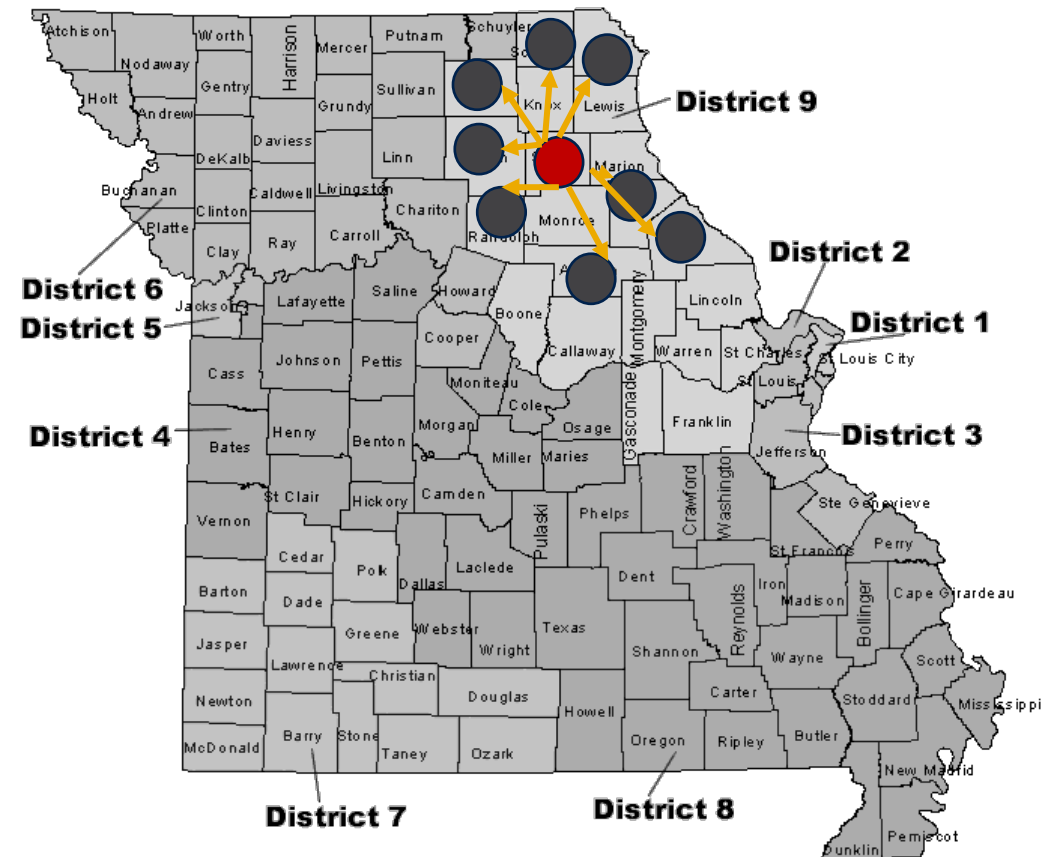 Atchison
Nodaway
Worth
Harrison
Mercer
Putnam
Schuyler
Sc
Holt
Andrew
Gentry
Grundy
Sullivan
Knox
Lewis
District 9
DeKalb
Daviess
Linn
Marion
Buchanan
Clinton
Caldwell
Livingston
Chariton
Randolph
Monroe
Platte
Clay
Ray
Carroll
District 6
District 5
Jackson
Lafayette
Saline
Howard
Boone
A
Montgomery
Lincoln
District 2
District 1
Cass
Johnson
Pettis
Cooper
Moniteau
Callaway
Warren
St Charles
St Louis City
St Louis
District 4
Bates
Henry
Benton
Morgan
Cole
Osage
Gasconade
Franklin
Jefferson
District 3
Miller
Maries
Vernon
St Clair
Hickory
Camden
Pulaski
Phelps
Crawford
Washington
Ste Genevieve
St Francois
Perry
Cedar
Polk
Dallas
Laclede
Dent
Reynolds
Iron
Madison
Bollinger
Cape Girardeau
Barton
Dade
Jasper
Greene
Webster
Wright
Texas
Shannon
Wayne
Scott
Lawrence
Christian
Newton
Douglas
Howell
Carter
Stoddard
Mississippi
McDonald
Barry
Stone
Taney
Ozark
Oregon
Ripley
Butler
New Madrid
District 7
District 8
Dunklin
Pemiscot